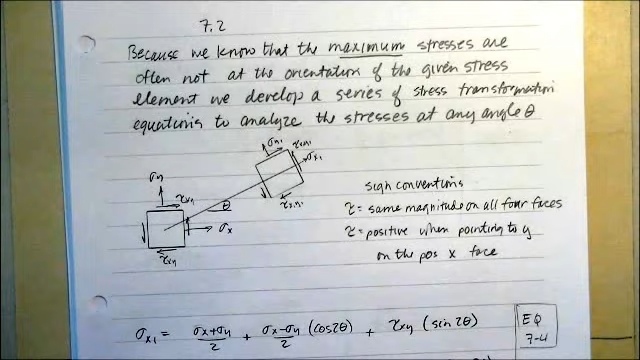 7.2
Because we know that the maximum stresses are
often not at the orientation of the given stress
element we develop a series of stress transformation
equations to analyze the stresses at any angle θ
σy1 τx1y1
σx1
τx1y1
σy
τxy
θ
σx
τxy
sign conventions
τ = same magnitude on all four faces
τ = positive when pointing to y
on the pos x face
σx1 = σx+σy/2 + σx-σy/2 (cos2θ) + τxy (sin 2θ)
EQ
7-4